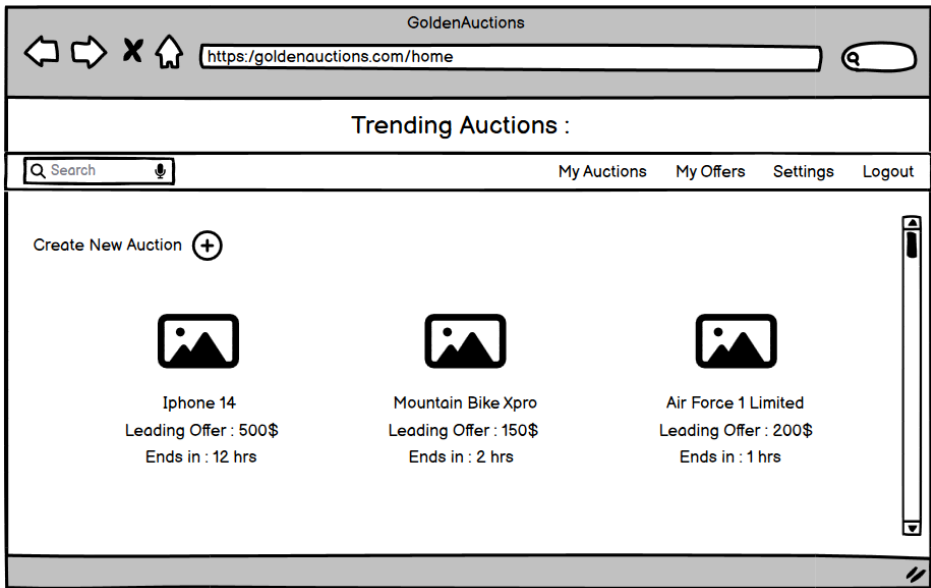 GoldenAuctions
https:/goldenauctions.com/home
Trending Auctions :
Search My Auctions My Offers Settings Logout
Create New Auction
Iphone 14 Mountain Bike Xpro Air Force 1 Limited
Leading Offer : 500$ Leading Offer : 150$ Leading Offer : 200$
Ends in : 12 hrs Ends in : 2 hrs Ends in : 1 hrs